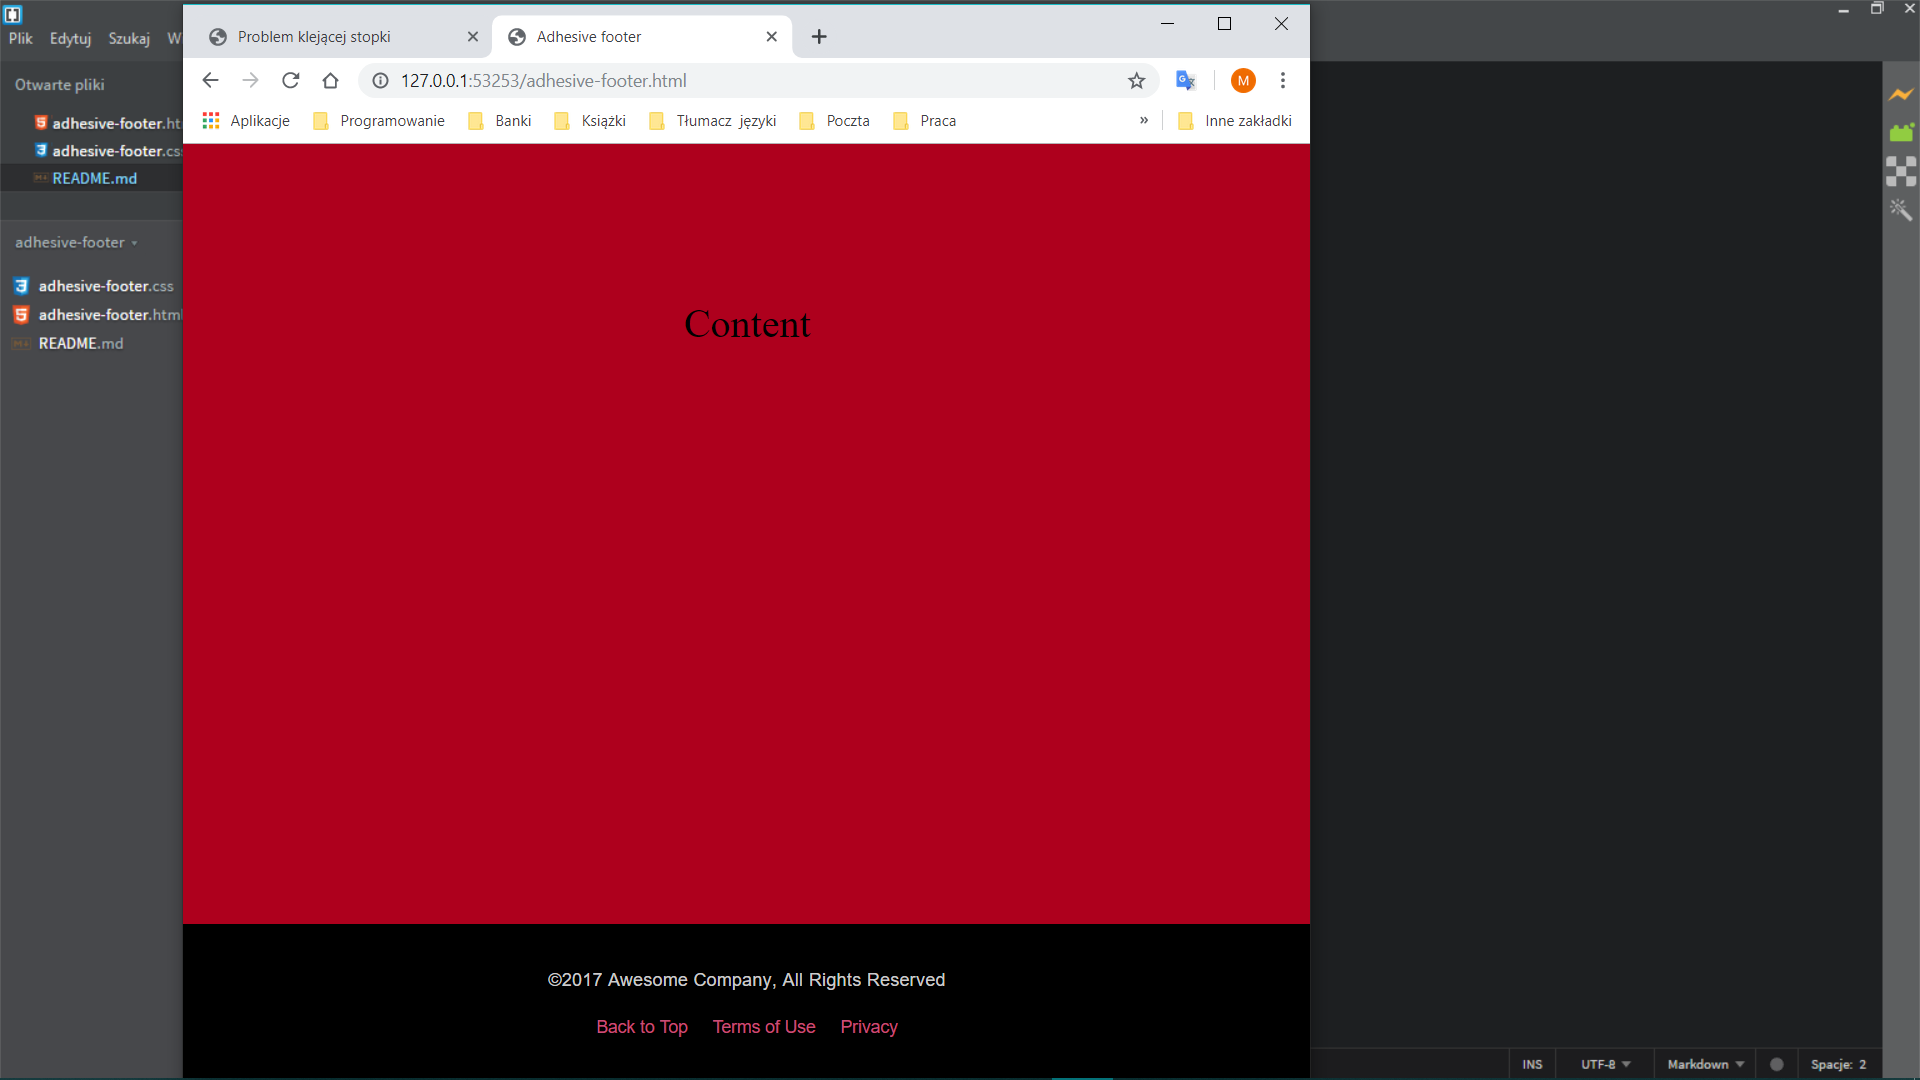 Plik Edytuj Szukaj W
Otwarte pliki
adhesive-footer.ht
adhesive-footer.cs
README.md
adhesive-footer
adhesive-footer.css
adhesive-footer.html
README.md
Problem klejącej stopki
Adhesive footer
127.0.0.1:53253/adhesive-footer.html
M
Aplikacje Programowanie Banki Książki Tłumacz języki Poczta Praca » Inne zakładki
Content
©2017 Awesome Company, All Rights Reserved
Back to Top Terms of Use Privacy
INS UTF-8 Markdown Spacje: 2